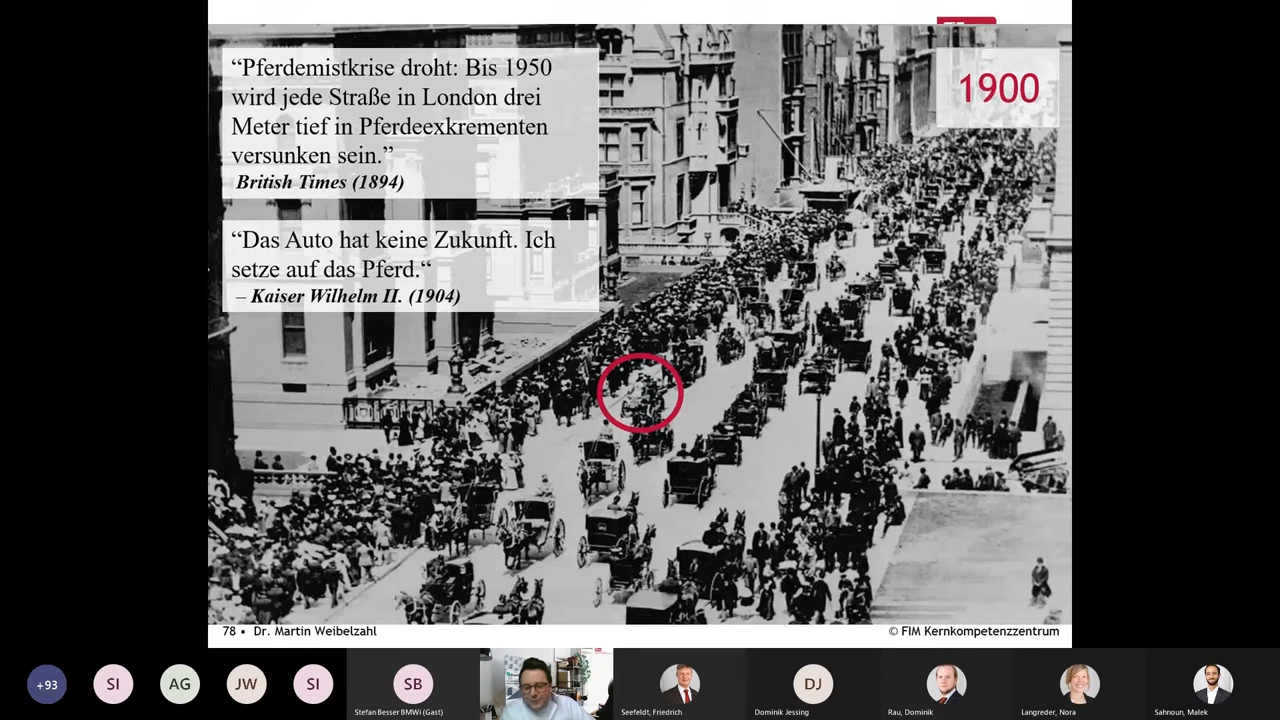 “Pferdemistkrise droht: Bis 1950
wird jede Straße in London drei
Meter tief in Pferdeexkrementen
versunken sein.”
British Times (1894)
“Das Auto hat keine Zukunft. Ich
setze auf das Pferd.“
– Kaiser Wilhelm II. (1904)
1900
78 • Dr. Martin Weibelzahl
© FIM Kernkompetenzzentrum
+93
SI
AG
JW
SI
SB
DJ
Stefan Besser BMWi (Gast)
Seefeldt, Friedrich
Dominik Jessing
Rau, Dominik
Langreder, Nora
Sahnoun, Malek